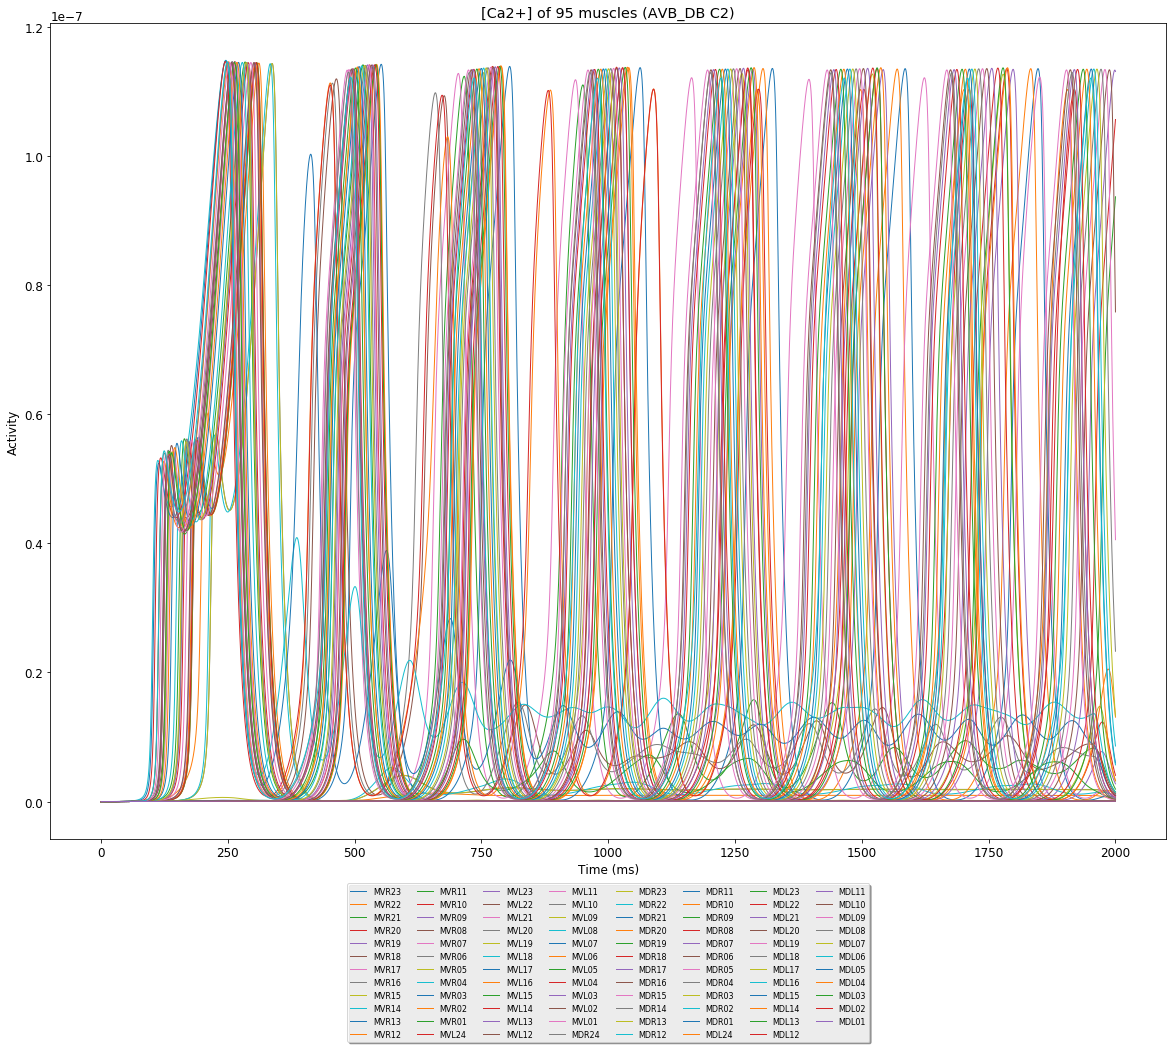 [Ca2+] of 95 muscles (AVB_DB C2)
1e−7
1.2
1.0
0.8
0.6
0.4
0.2
0.0
Activity
0 250 500 750 1000 1250 1500 1750 2000
Time (ms)
MVR23 MVR11 MVL23 MVL11 MDR23 MDR11 MDL23 MDL11
MVR22 MVR10 MVL22 MVL10 MDR22 MDR10 MDL22 MDL10
MVR21 MVR09 MVL21 MVL09 MDR21 MDR09 MDL21 MDL09
MVR20 MVR08 MVL20 MVL08 MDR20 MDR08 MDL20 MDL08
MVR19 MVR07 MVL19 MVL07 MDR19 MDR07 MDL19 MDL07
MVR18 MVR06 MVL18 MVL06 MDR18 MDR06 MDL18 MDL06
MVR17 MVR05 MVL17 MVL05 MDR17 MDR05 MDL17 MDL05
MVR16 MVR04 MVL16 MVL04 MDR16 MDR04 MDL16 MDL04
MVR15 MVR03 MVL15 MVL03 MDR15 MDR03 MDL15 MDL03
MVR14 MVR02 MVL14 MVL02 MDR14 MDR02 MDL14 MDL02
MVR13 MVR01 MVL13 MVL01 MDR13 MDR01 MDL13 MDL01
MVR12 MVL24 MVL12 MDR24 MDR12 MDL24 MDL12